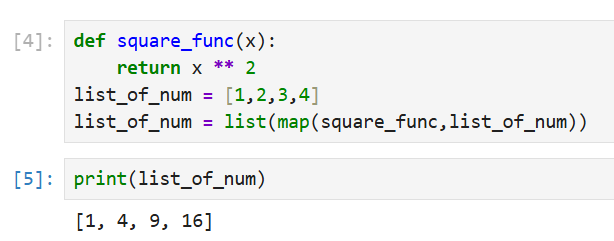 [4]: def square_func(x):
    return x ** 2
list_of_num = [1,2,3,4]
list_of_num = list(map(square_func,list_of_num))
[5]: print(list_of_num)
[1, 4, 9, 16]